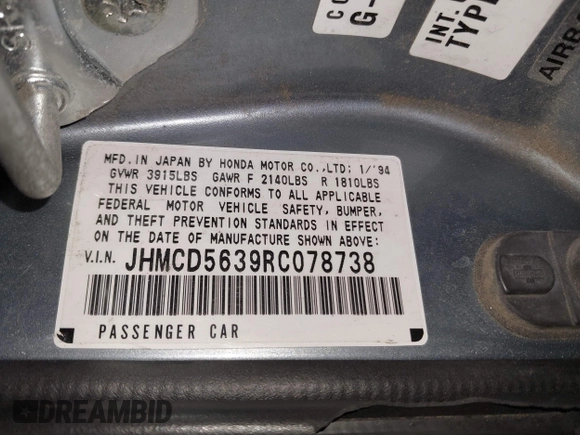 CO
G-
INT.
TYPE
AIRB
MFD. IN JAPAN BY HONDA MOTOR CO., LTD; 1/'94
GVWR 3915LBS GAWR F 2140LBS R 1810LBS
THIS VEHICLE CONFORMS TO ALL APPLICABLE
FEDERAL MOTOR VEHICLE SAFETY, BUMPER,
AND THEFT PREVENTION STANDARDS IN EFFECT
ON THE DATE OF MANUFACTURE SHOWN ABOVE:
V.I.N. JHMCD5639RC078738
PASSENGER CAR
DREAMBID